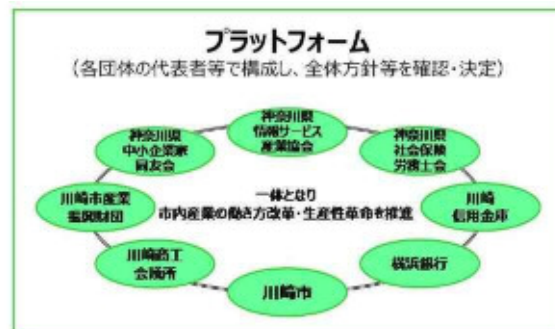 プラットフォーム
（各団体の代表者等で構成し、全体方針等を確認・決定）
神奈川県
情報サービス
産業協会
神奈川県
中小企業家
同友会
神奈川県
社会保険
労務士会
川崎市産業
振興財団
一体となり
市内産業の働き方改革・生産性革命を推進
川崎
信用金庫
川崎商工
会議所
横浜銀行
川崎市